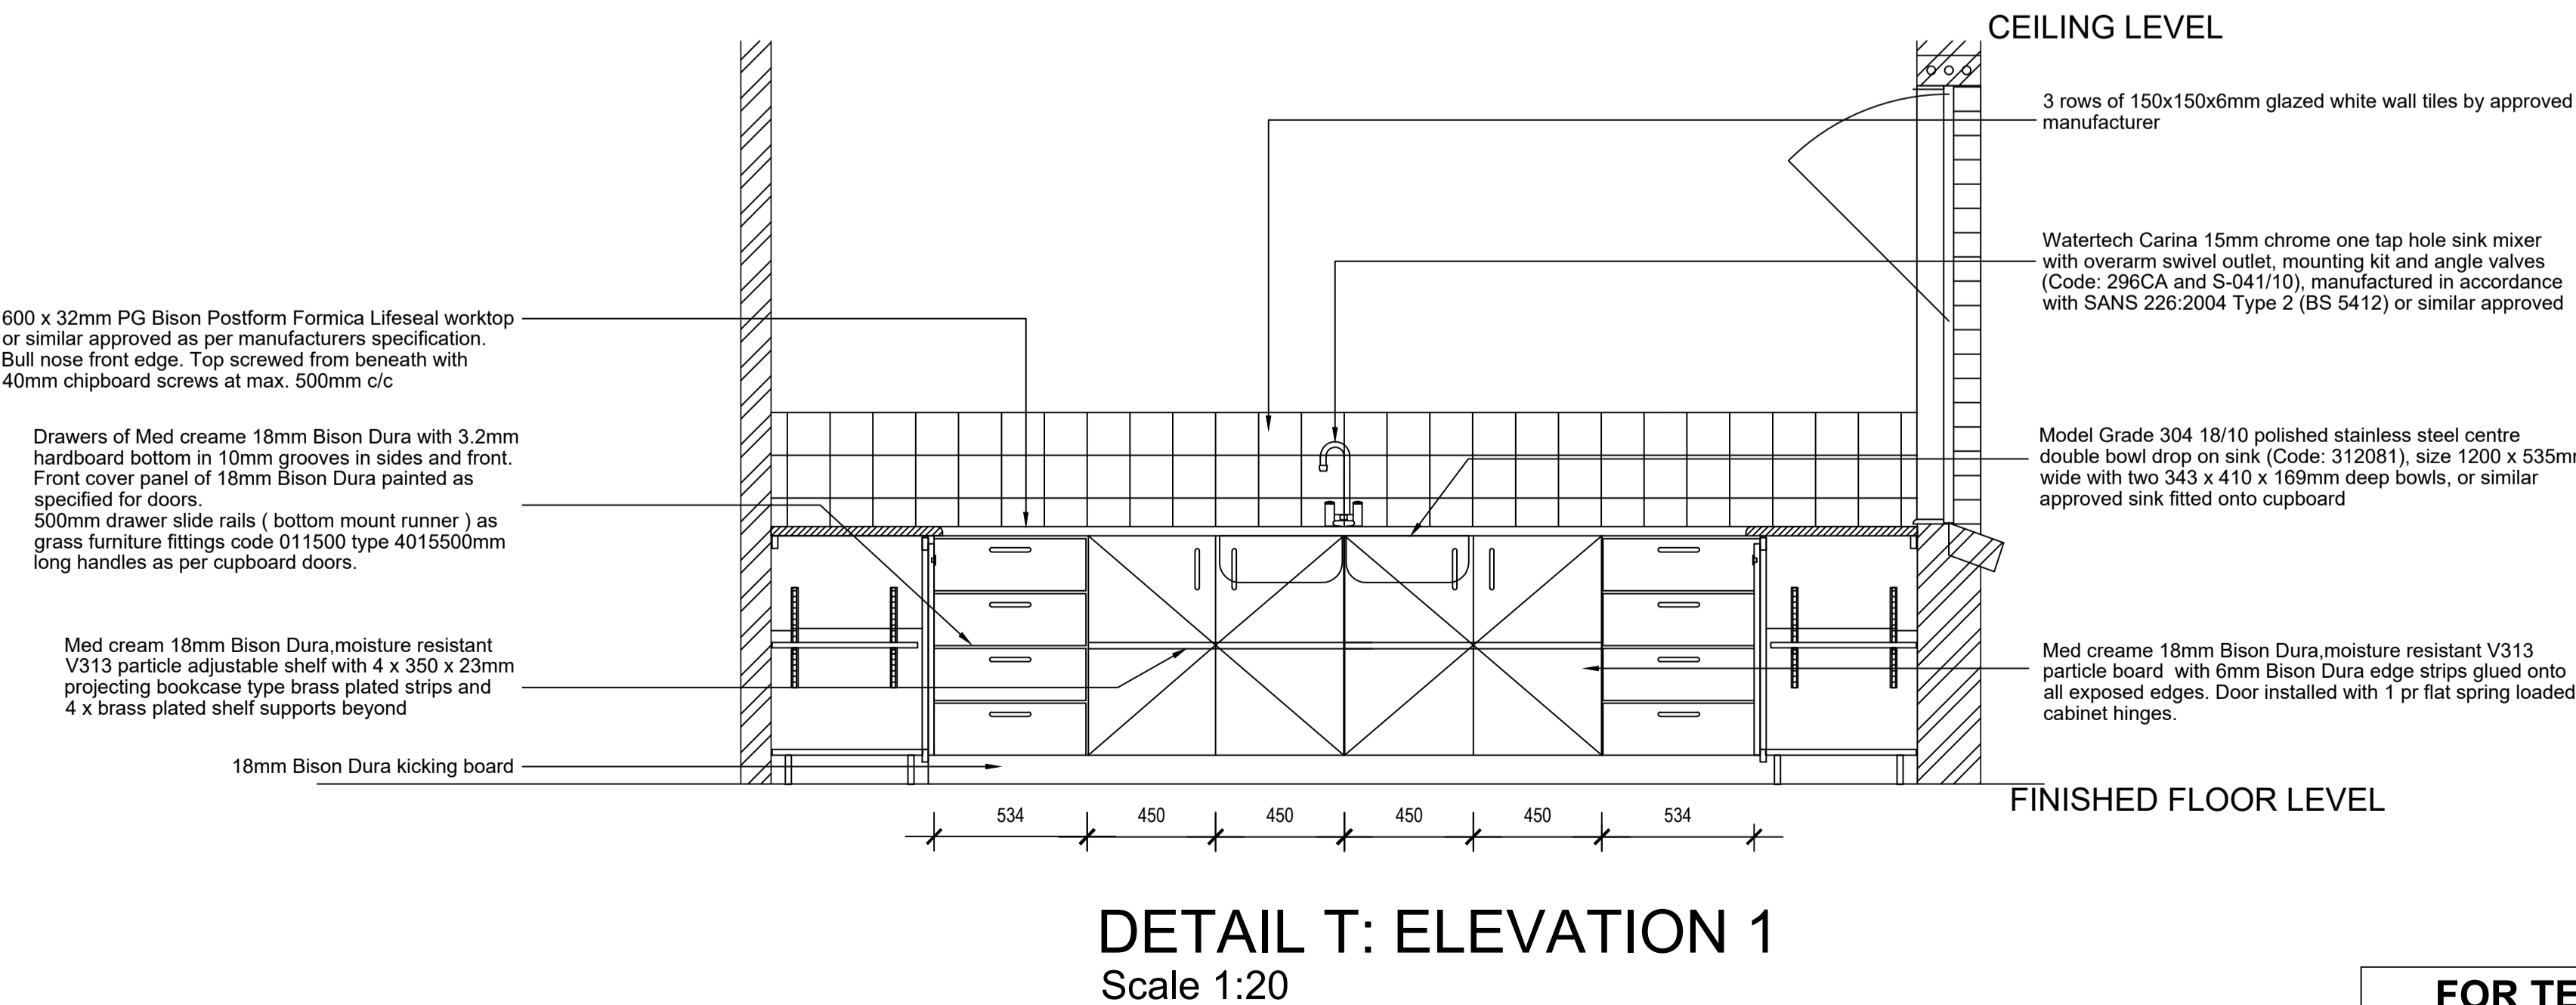 CEILING LEVEL
3 rows of 150x150x6mm glazed white wall tiles by approved
manufacturer
Watertech Carina 15mm chrome one tap hole sink mixer
with overarm swivel outlet, mounting kit and angle valves
(Code: 296CA and S-041/10), manufactured in accordance
with SANS 226:2004 Type 2 (BS 5412) or similar approved
600 x 32mm PG Bison Postform Formica Lifeseal worktop
or similar approved as per manufacturers specification.
Bull nose front edge. Top screwed from beneath with
40mm chipboard screws at max. 500mm c/c
Drawers of Med creame 18mm Bison Dura with 3.2mm
hardboard bottom in 10mm grooves in sides and front.
Front cover panel of 18mm Bison Dura painted as
specified for doors.
500mm drawer slide rails ( bottom mount runner ) as
grass furniture fittings code 011500 type 4015500mm
long handles as per cupboard doors.
Model Grade 304 18/10 polished stainless steel centre
double bowl drop on sink (Code: 312081), size 1200 x 535mm
wide with two 343 x 410 x 169mm deep bowls, or similar
approved sink fitted onto cupboard
Med cream 18mm Bison Dura,moisture resistant
V313 particle adjustable shelf with 4 x 350 x 23mm
projecting bookcase type brass plated strips and
4 x brass plated shelf supports beyond
Med creame 18mm Bison Dura,moisture resistant V313
particle board with 6mm Bison Dura edge strips glued onto
all exposed edges. Door installed with 1 pr flat spring loaded
cabinet hinges.
18mm Bison Dura kicking board
FINISHED FLOOR LEVEL
534 450 450 450 450 534
DETAIL T: ELEVATION 1
Scale 1:20
FOR TE